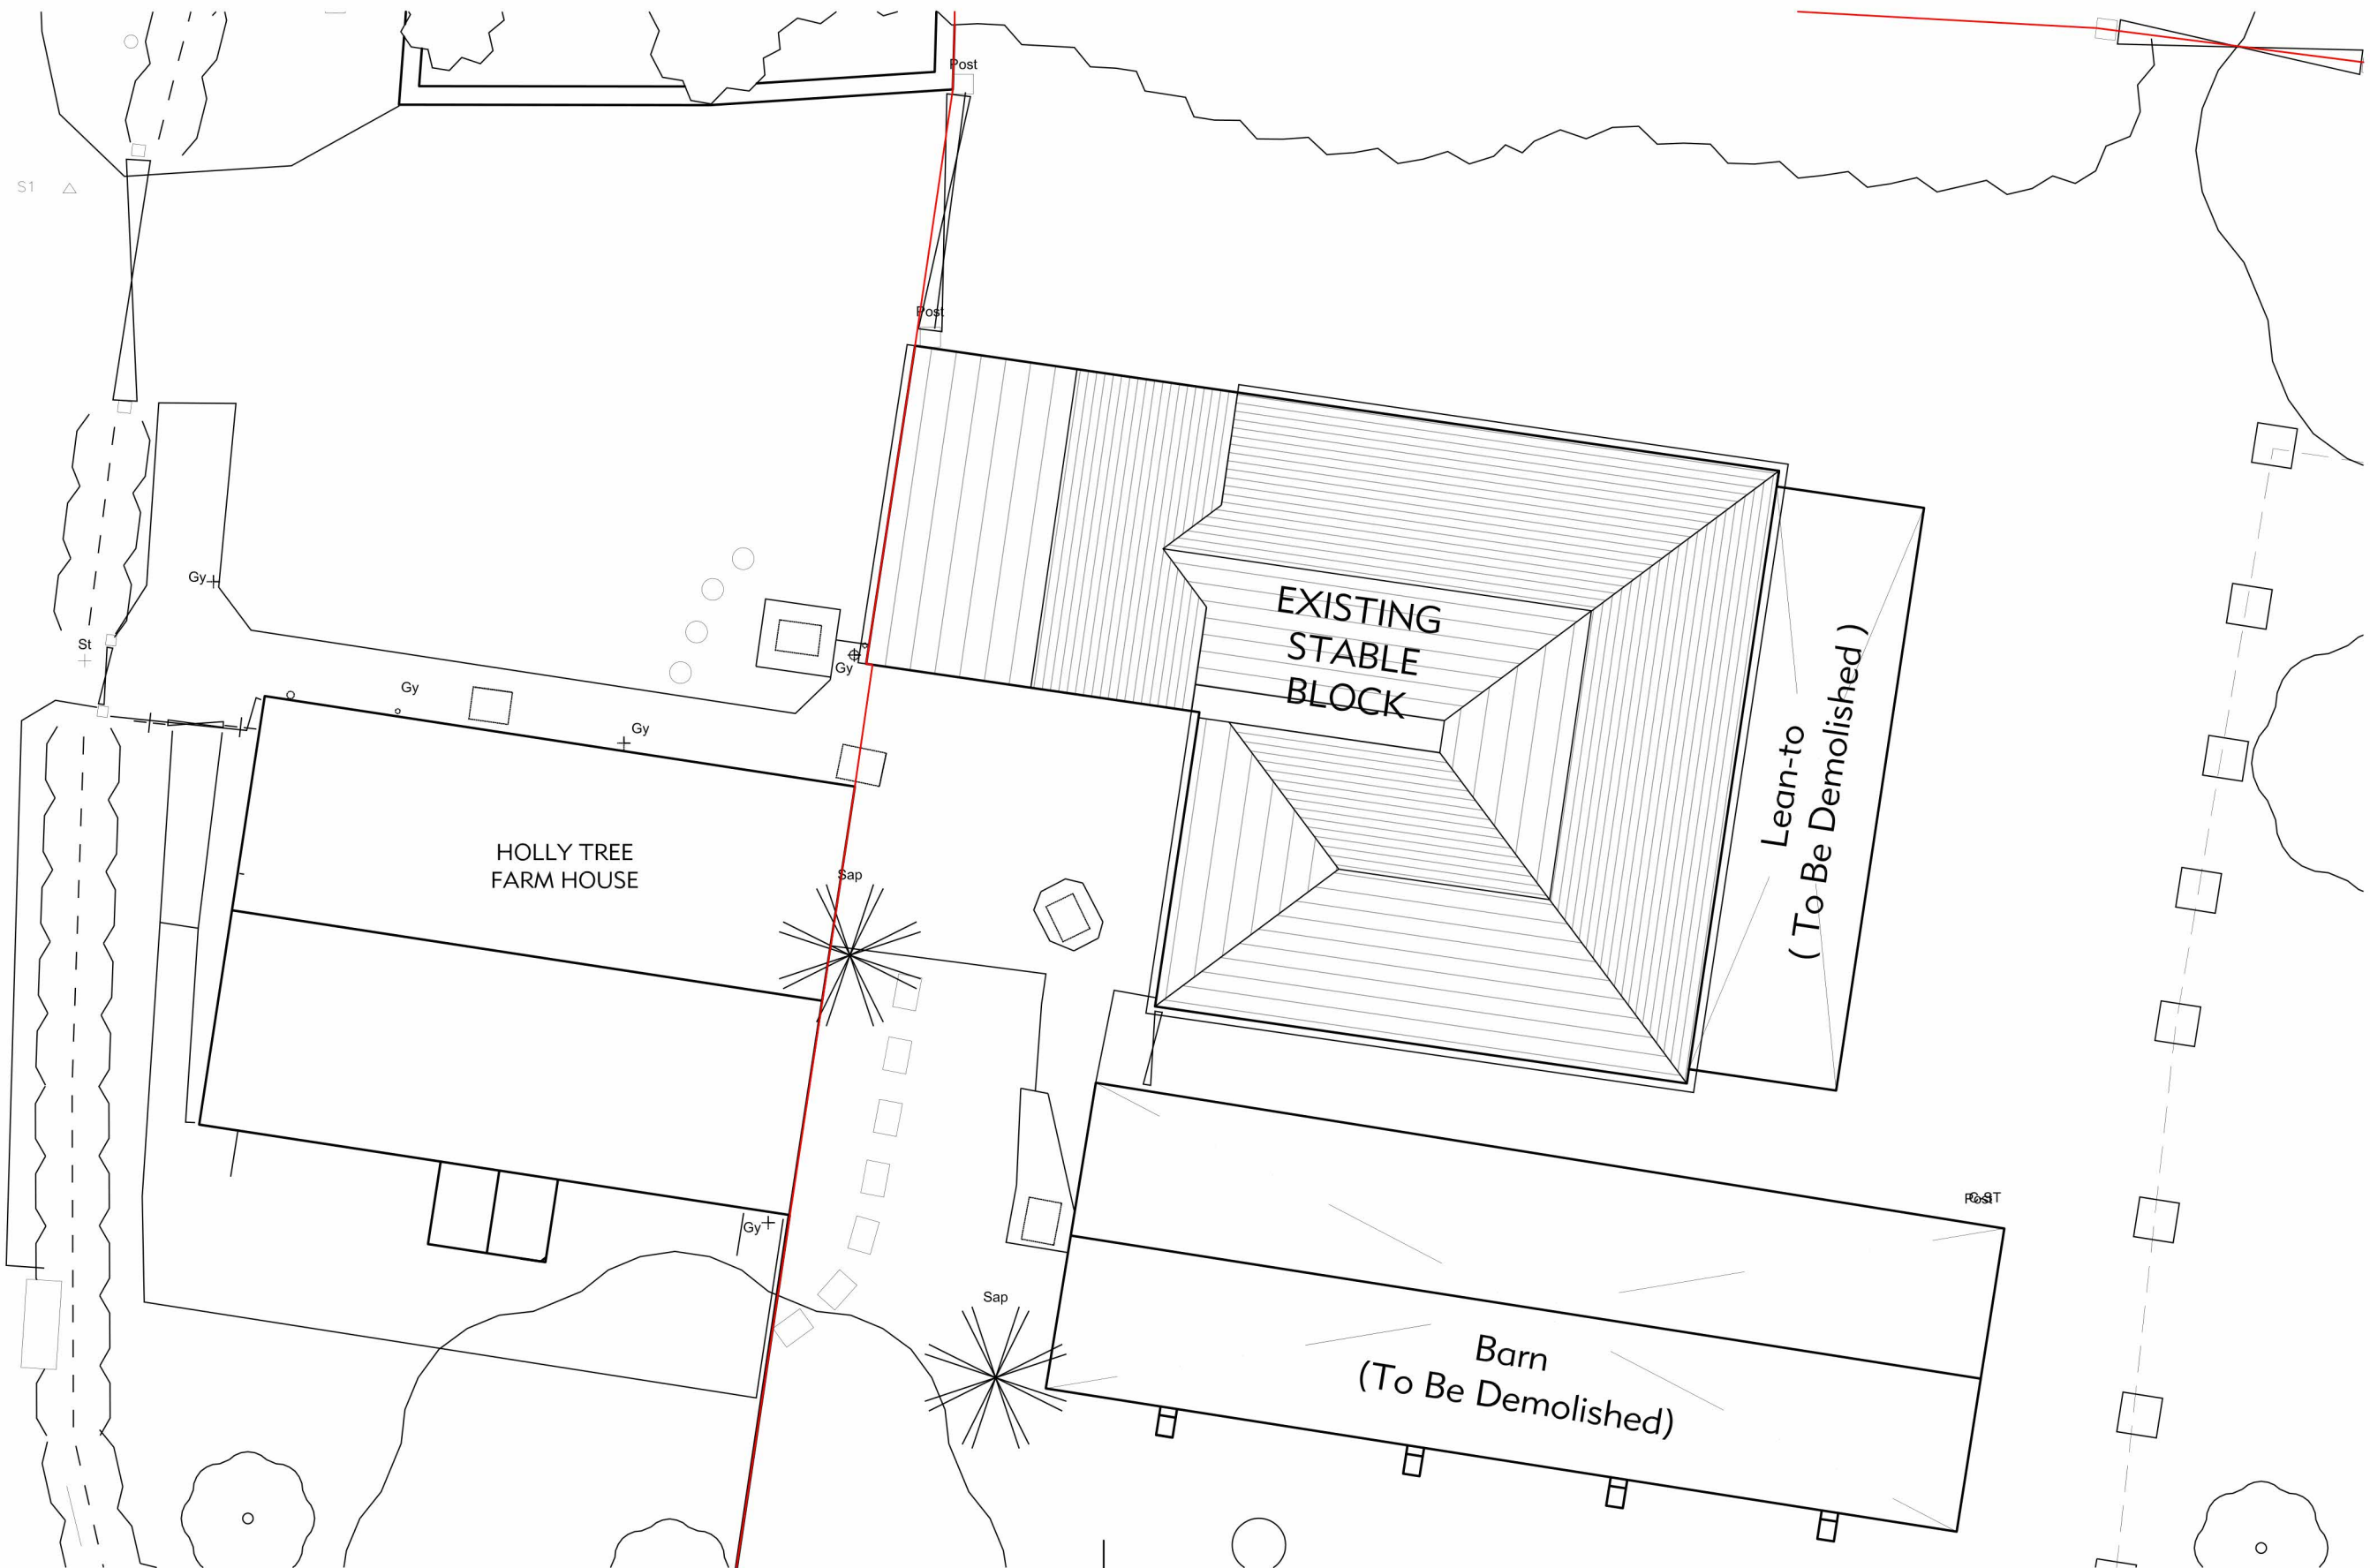 Post
S1
Post
EXISTING
STABLE
BLOCK
Gy
St
Gy
Gy
Gy
Lean-to
( To Be Demolished )
HOLLY TREE
FARM HOUSE
Sap
Gy
Sap
Post
Barn
(To Be Demolished)